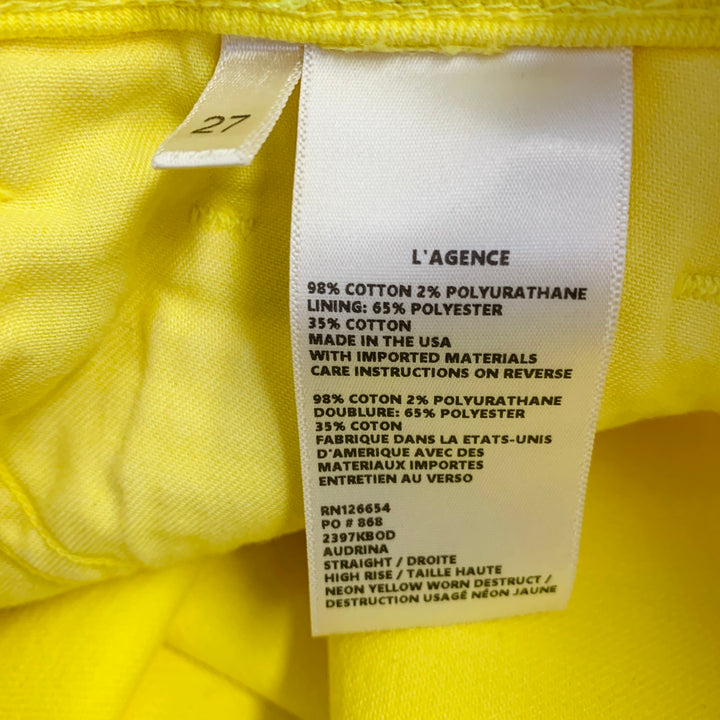 27
L'AGENCE
98% COTTON 2% POLYURATHANE
LINING: 65% POLYESTER
35% COTTON
MADE IN THE USA
WITH IMPORTED MATERIALS
CARE INSTRUCTIONS ON REVERSE
98% COTON 2% POLYURATHANE
DOUBLURE: 65% POLYESTER
35% COTON
FABRIQUE DANS LA ETATS-UNIS
D'AMERIQUE AVEC DES
MATERIAUX IMPORTES
ENTRETIEN AU VERSO
RN126654
PO # 868
2397KBOD
AUDRINA
STRAIGHT / DROITE
HIGH RISE / TAILLE HAUTE
NEON YELLOW WORN DESTRUCT /
DESTRUCTION USAGÉ NÉON JAUNE